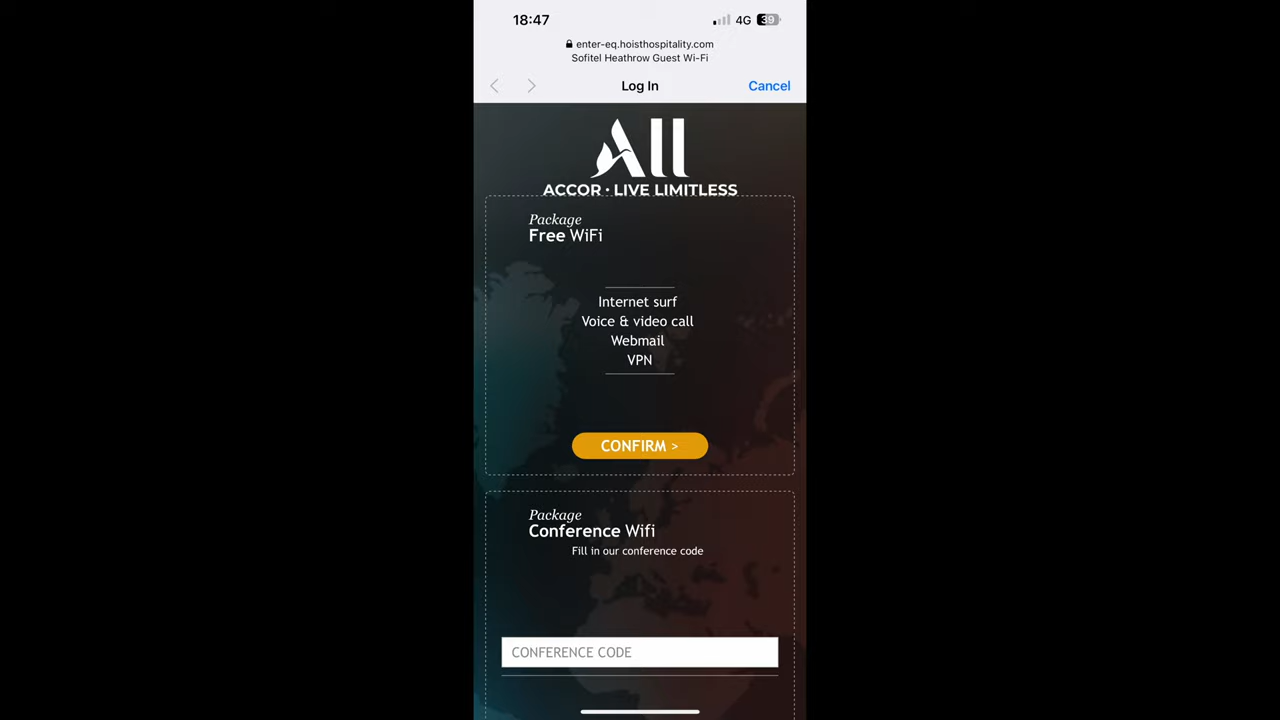 18:47
4G
39
enter-eq.hoisthospitality.com
Sofitel Heathrow Guest Wi-Fi
Log In
Cancel
All
ACCOR · LIVE LIMITLESS
Package
Free WiFi
Internet surf
Voice & video call
Webmail
VPN
CONFIRM >
Package
Conference Wifi
Fill in our conference code
CONFERENCE CODE